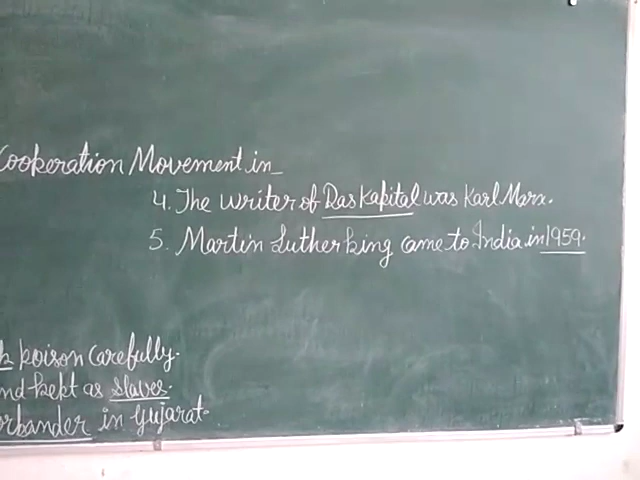 Cooperation Movement in
4. The writer of Das Kapital was Karl Marx.
5. Martin Luther king came to India in 1959.
k poison carefully.
nd kept as slaves.
rbander in Gujarat.